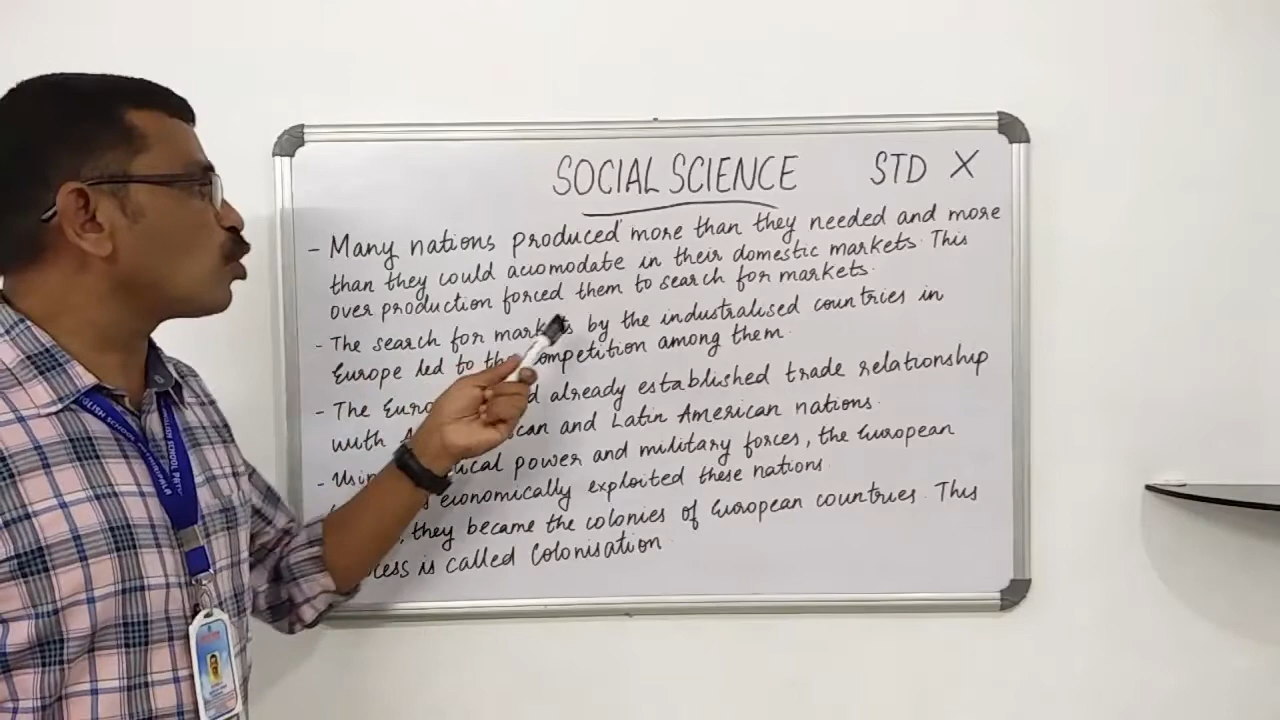 SOCIAL SCIENCE STD X
- Many nations produced more than they needed and more
than they could accomodate in their domestic markets. This
over production forced them to search for markets.
- The search for markets by the industralised countries in
Europe led to the competition among them.
- The already established trade relationship
with and Latin American nations.
- power and military forces, the European
economically exploited these nations
, they became the colonies of European countries. This
is called Colonisation.
ENGLISH SCHOOL